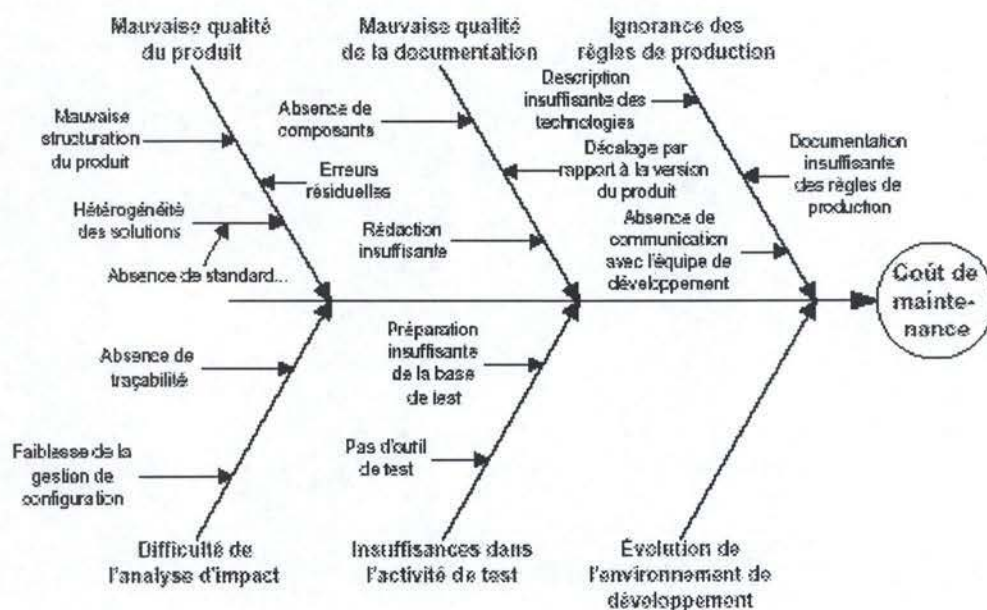 Mauvaise qualité
du produit
Mauvaise qualité
de la documentation
Ignorance des
règles de production
Mauvaise
structuration
du produit
Erreurs
résiduelles
Hétérogénéité
des solutions
Absence de standard...
Absence de
composants
Décalage par
rapport à la version
du produit
Rédaction
insuffisante
Description
insuffisante des
technologies
Documentation
insuffisante
des règles de
production
Absence de
communication
avec l'équipe de
développement
Coût de
mainte-
nance
Absence de
traçabilité
Faiblesse de la
gestion de
configuration
Préparation
insuffisante
de la base
de test
Pas d'outil
de test
Difficulté de
l'analyse d'impact
Insuffisances dans
l'activité de test
Évolution de
l'environnement de
développement